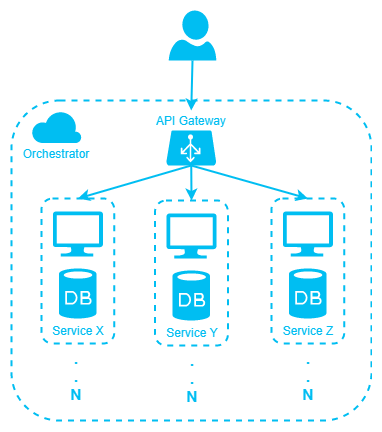 API Gateway
Orchestrator
DB
DB
DB
Service X
Service Y
Service Z
.
.
N
.
.
N
.
.
N